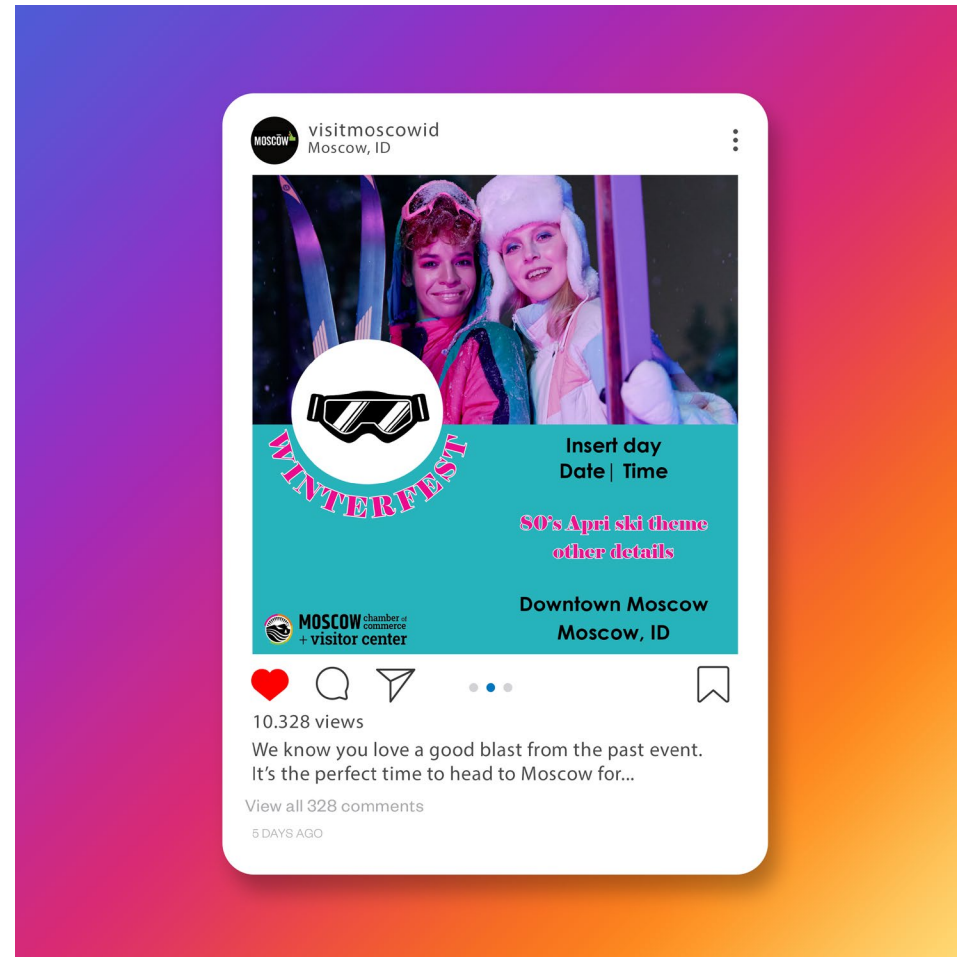 MOSCŌW
visitmoscowid
Moscow, ID
WINTERFEST
Insert day
Date| Time
80's Apri ski theme
other details
Downtown Moscow
Moscow, ID
MOSCOW chamber of
commerce
+ visitor center
10.328 views
We know you love a good blast from the past event.
It's the perfect time to head to Moscow for...
View all 328 comments
5 DAYS AGO